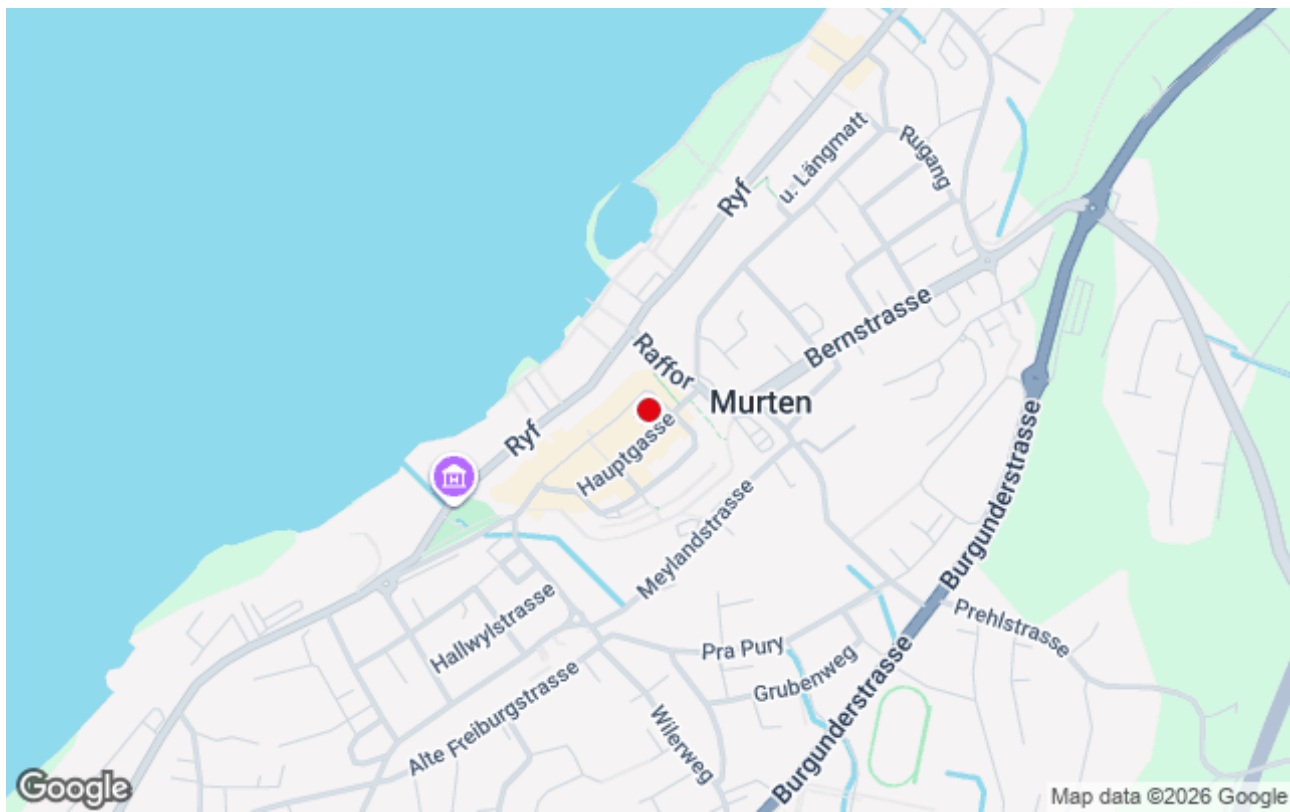 u. Längmatt
Rugang
Ryf
Bernstrasse
Raffor
Murten
Ryf
Hauptgasse
Meylandstrasse
Burgunderstrasse
Hallwylstrasse
Prehlstrasse
Pra Pury
Grubenweg
Alte Freiburgstrasse
Wilerweg
Burgunderstrasse
H
Google
Map data ©2026 Google